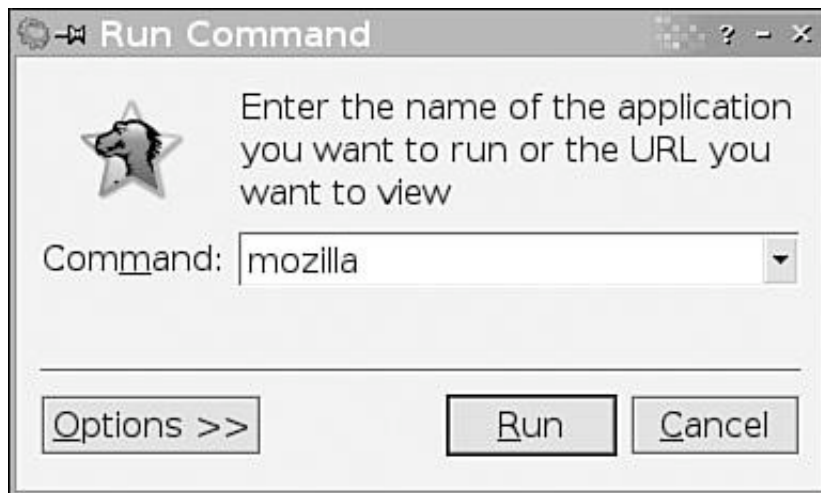 Run Command
Enter the name of the application
you want to run or the URL you
want to view
Command: mozilla
Options >> Run Cancel